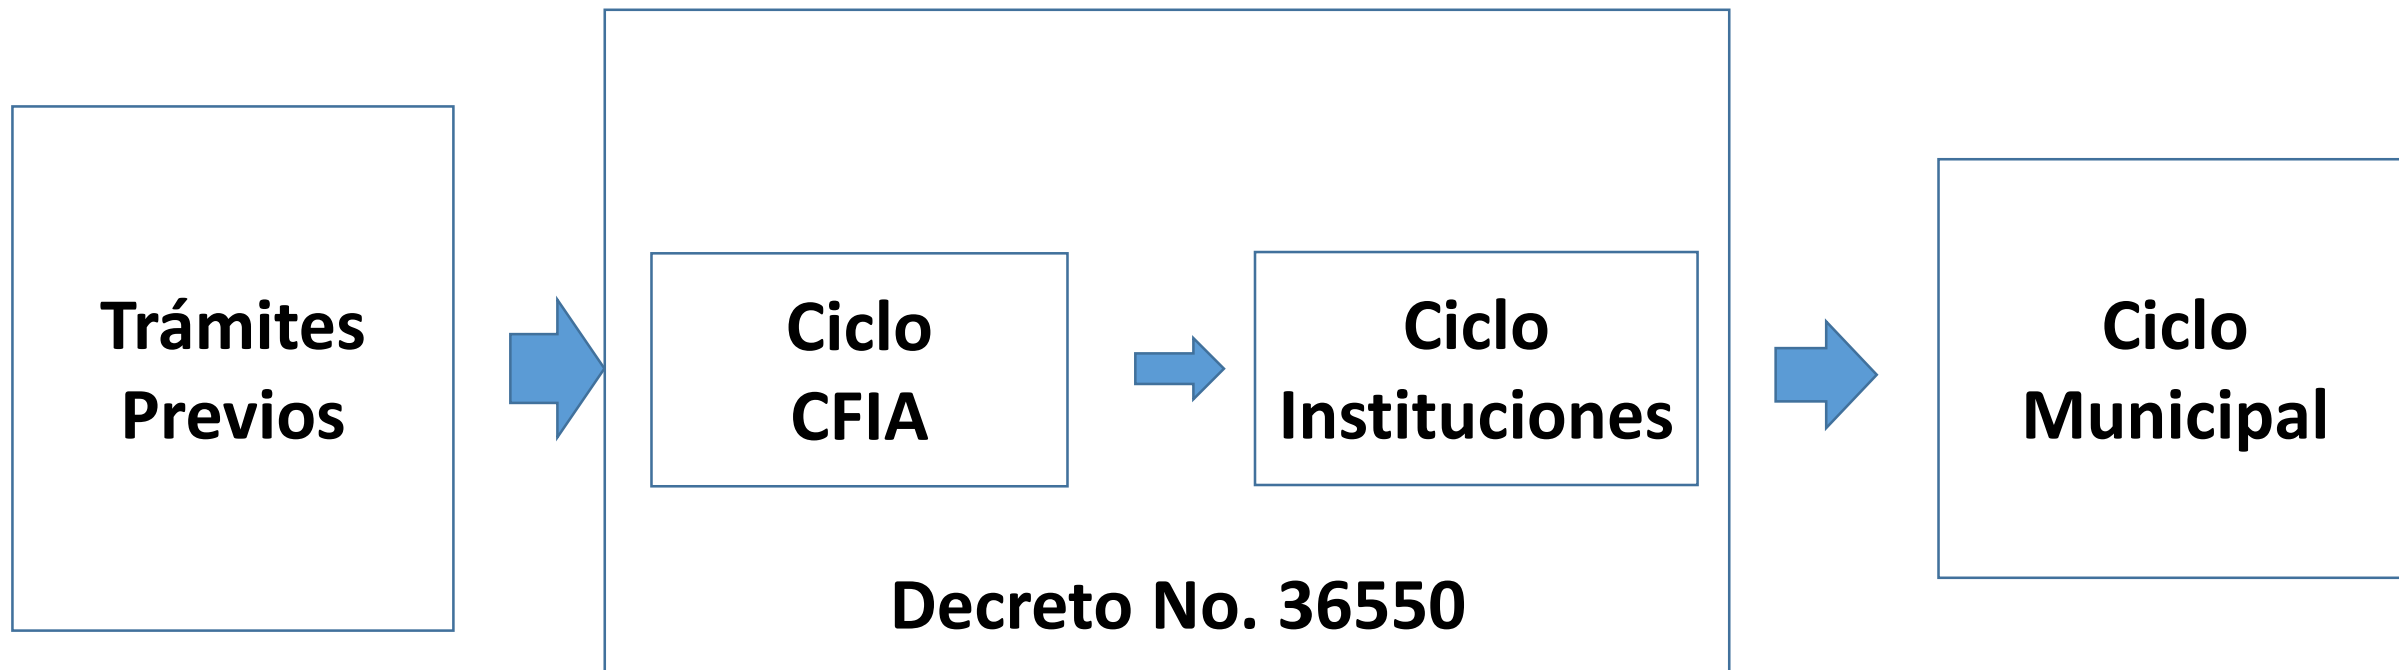 Trámites
Previos
Ciclo
CFIA
Ciclo
Instituciones
Decreto No. 36550
Ciclo
Municipal